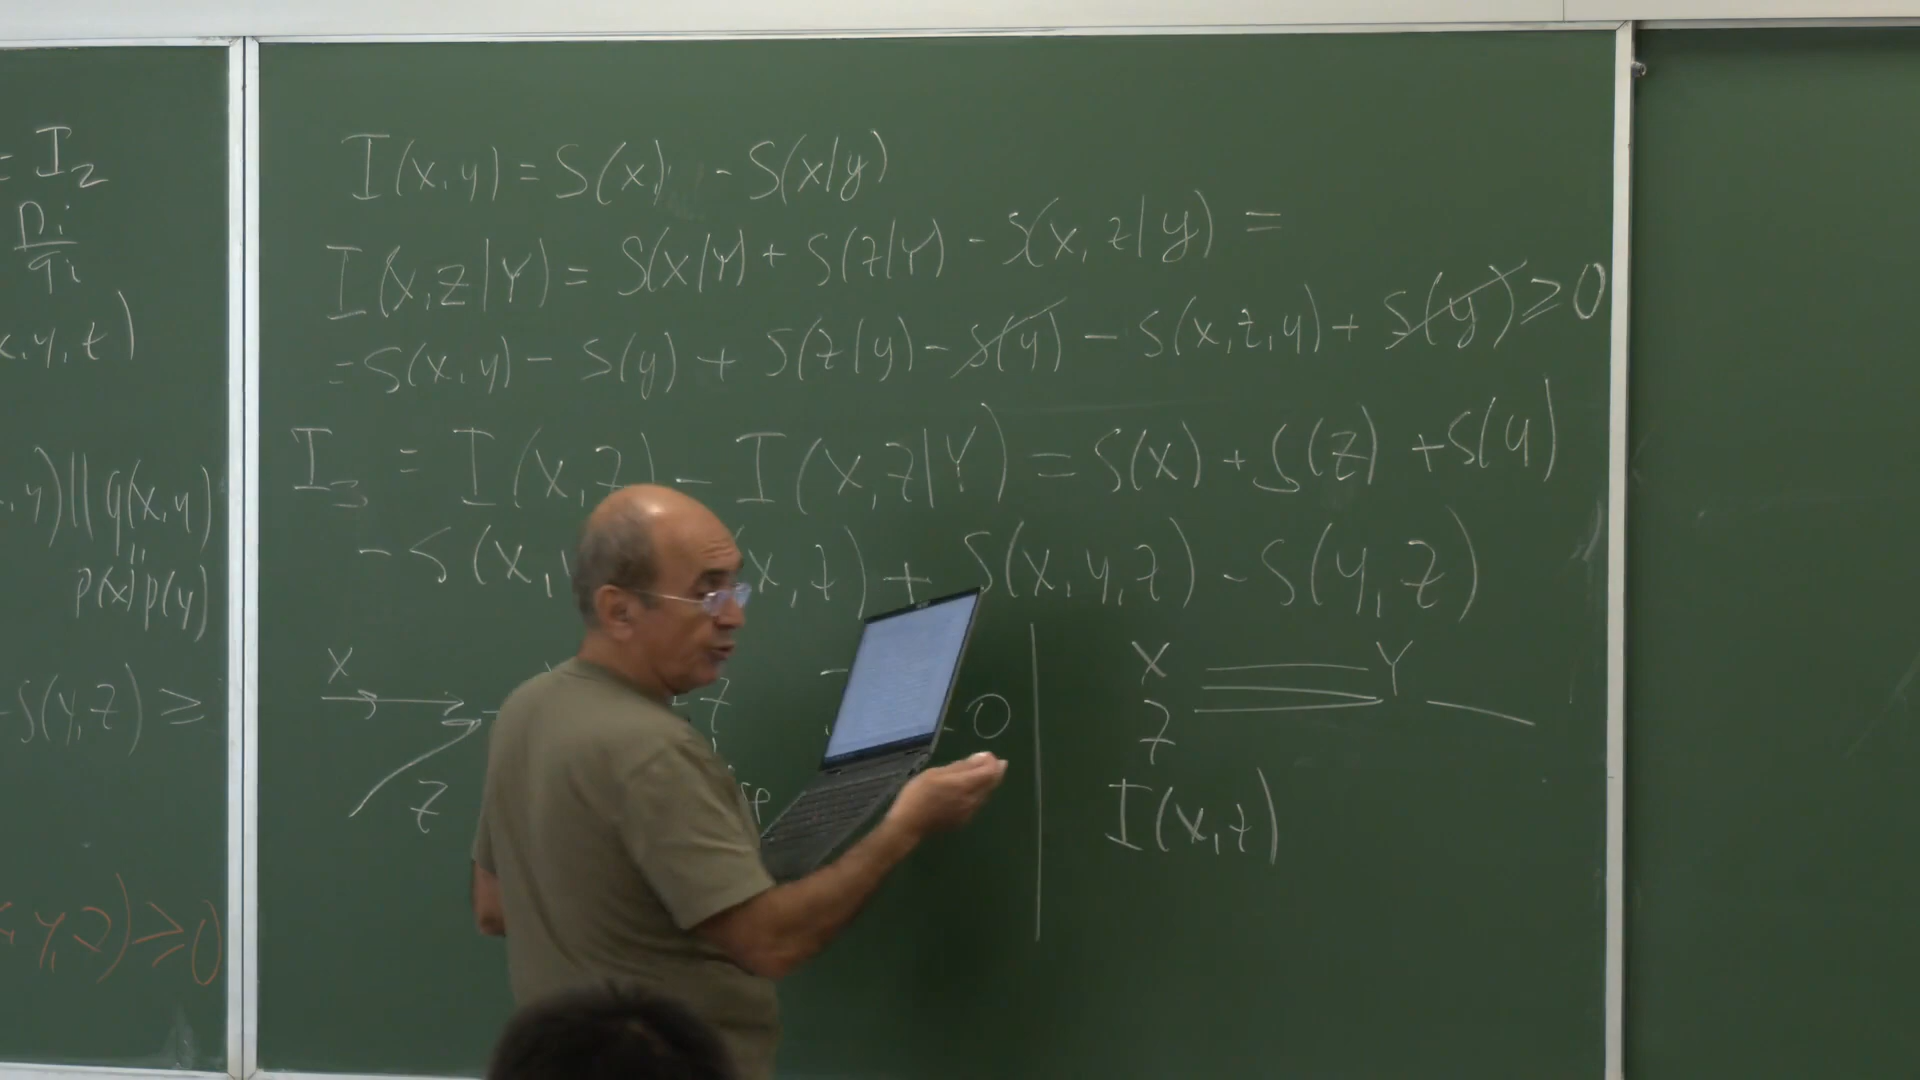 = I₂
pᵢ
qᵢ
x,y,z)
,y)||q(x,y)
"
p(x)p(y)
-S(Y,Z) ≥
,Y,Z) ≥ 0
I(x,y) = S(x) - S(x|y)
I(X,Z|Y) = S(X|Y) + S(Z|Y) - S(x,z|y) =
= S(x,y) - S(y) + S(z|y) - S(y) - S(x,z,y) + S(y) ≥ 0
I₃ = I(X,Z) - I(X,Z|Y) = S(x) + S(z) + S(y)
- S(x, x,z) + S(x,y,z) - S(Y,Z)
X
Z
Z
0
X Y
Z
I(x,z)